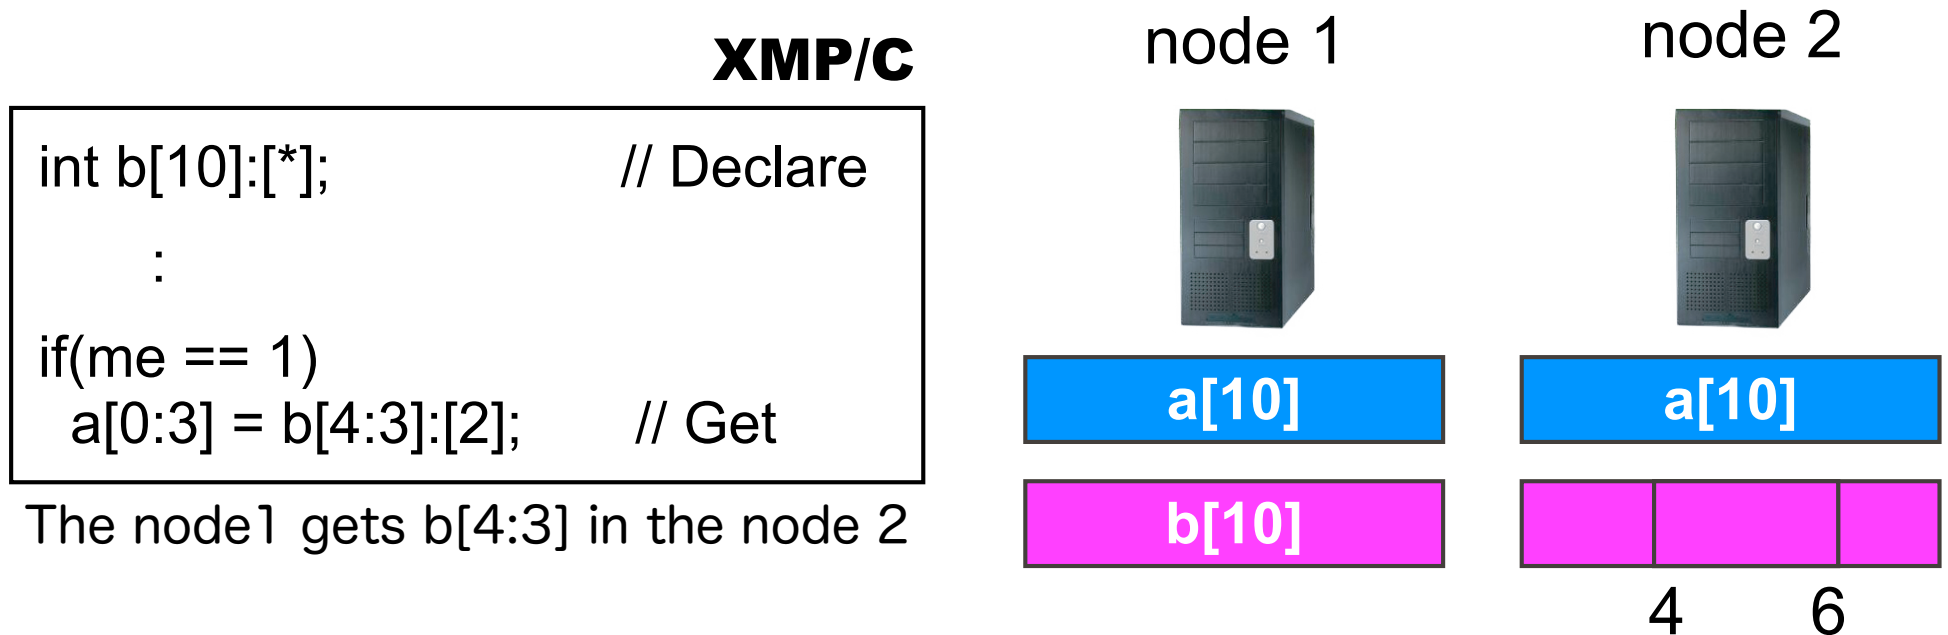 XMP/C
int b[10]:[*]; // Declare
:
if(me == 1)
a[0:3] = b[4:3]:[2]; // Get
The node1 gets b[4:3] in the node 2
node 1
node 2
a[10]
a[10]
b[10]
4 6